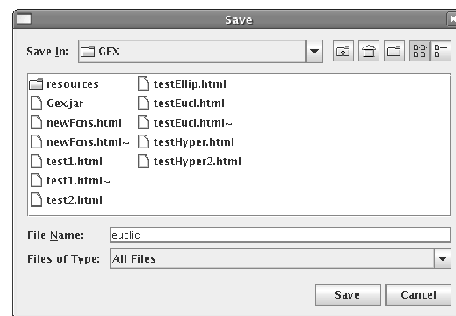 Save
Save In: GEX
resources
Gex.jar
newFcns.html
newFcns.html~
test1.html
test1.html~
test2.html
testEllip.html
testEucl.html
testEucl.html~
testHyper.html
testHyper2.html
File Name: euclid
Files of Type: All Files
Save Cancel